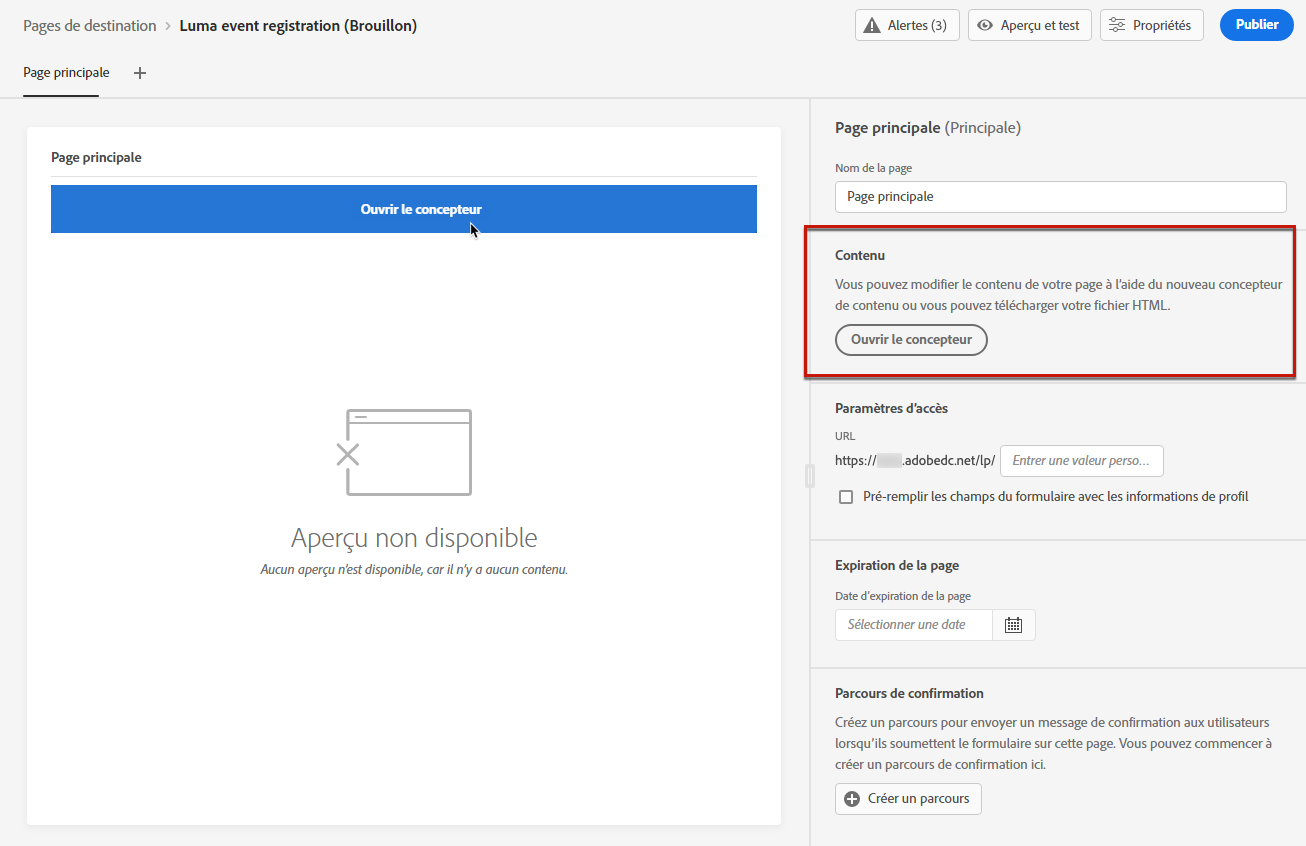 Pages de destination > Luma event registration (Brouillon)
Alertes (3)
Aperçu et test
Propriétés
Publier
Page principale
Page principale
Ouvrir le concepteur
Aperçu non disponible
Aucun aperçu n'est disponible, car il n'y a aucun contenu.
Page principale (Principale)
Nom de la page
Page principale
Contenu
Vous pouvez modifier le contenu de votre page à l'aide du nouveau concepteur
de contenu ou vous pouvez télécharger votre fichier HTML.
Ouvrir le concepteur
Paramètres d'accès
URL
https:// .adobedc.net/lp/ Entrer une valeur perso...
Pré-remplir les champs du formulaire avec les informations de profil
Expiration de la page
Date d'expiration de la page
Sélectionner une date
Parcours de confirmation
Créez un parcours pour envoyer un message de confirmation aux utilisateurs
lorsqu'ils soumettent le formulaire sur cette page. Vous pouvez commencer à
créer un parcours de confirmation ici.
Créer un parcours